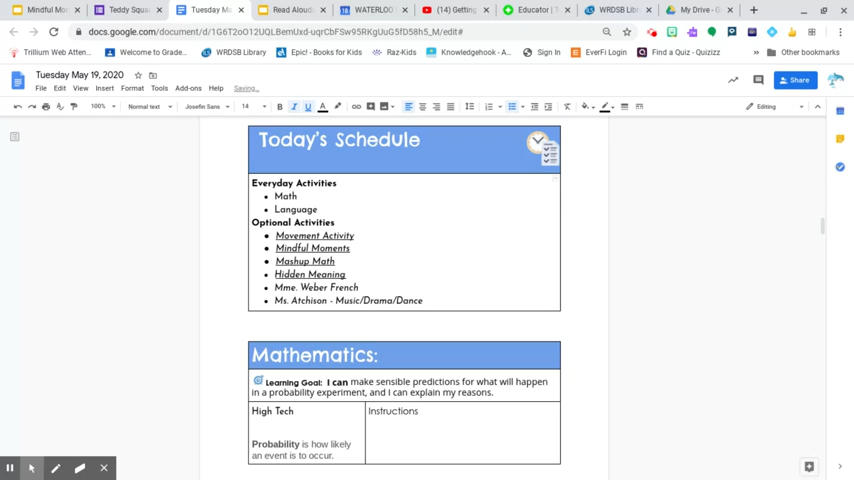 Mindful Mo
Teddy Squa
Tuesday Ma
Read Alouds
WATERLOO
(14) Getting
Educator | T
WRDSB Libr
My Drive - G
docs.google.com/document/d/1G6T2oO12UQLBemUxd-uqrCbFSw95RKgUuG5fD58h5_M/edit#
Trillium Web Atten...
Welcome to Grade...
WRDSB Library
Epic! - Books for Kids
Raz-Kids
Knowledgehook - A...
Sign In
EverFi Login
Find a Quiz - Quizizz
»
Other bookmarks
Tuesday May 19, 2020
File Edit View Insert Format Tools Add-ons Help Saving...
Share
100% Normal text Josefin Sans 14 B I U A Editing
Today's Schedule
Everyday Activities
• Math
• Language
Optional Activities
• Movement Activity
• Mindful Moments
• Mashup Math
• Hidden Meaning
• Mme. Weber French
• Ms. Atchison - Music/Drama/Dance
Mathematics:
Learning Goal: I can make sensible predictions for what will happen
in a probability experiment, and I can explain my reasons.
High Tech
Instructions
Probability is how likely
an event is to occur.